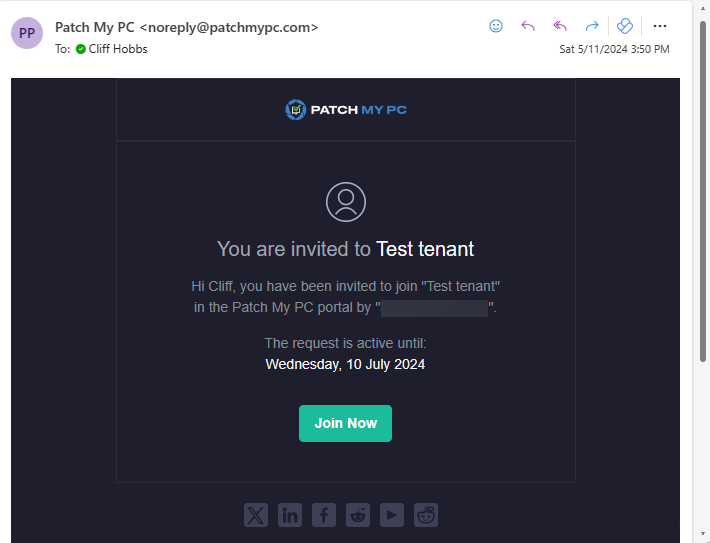 PP
Patch My PC <noreply@patchmypc.com>
To: Cliff Hobbs
Sat 5/11/2024 3:50 PM
PATCH MY PC
You are invited to Test tenant
Hi Cliff, you have been invited to join "Test tenant"
in the Patch My PC portal by " ".
The request is active until:
Wednesday, 10 July 2024
Join Now